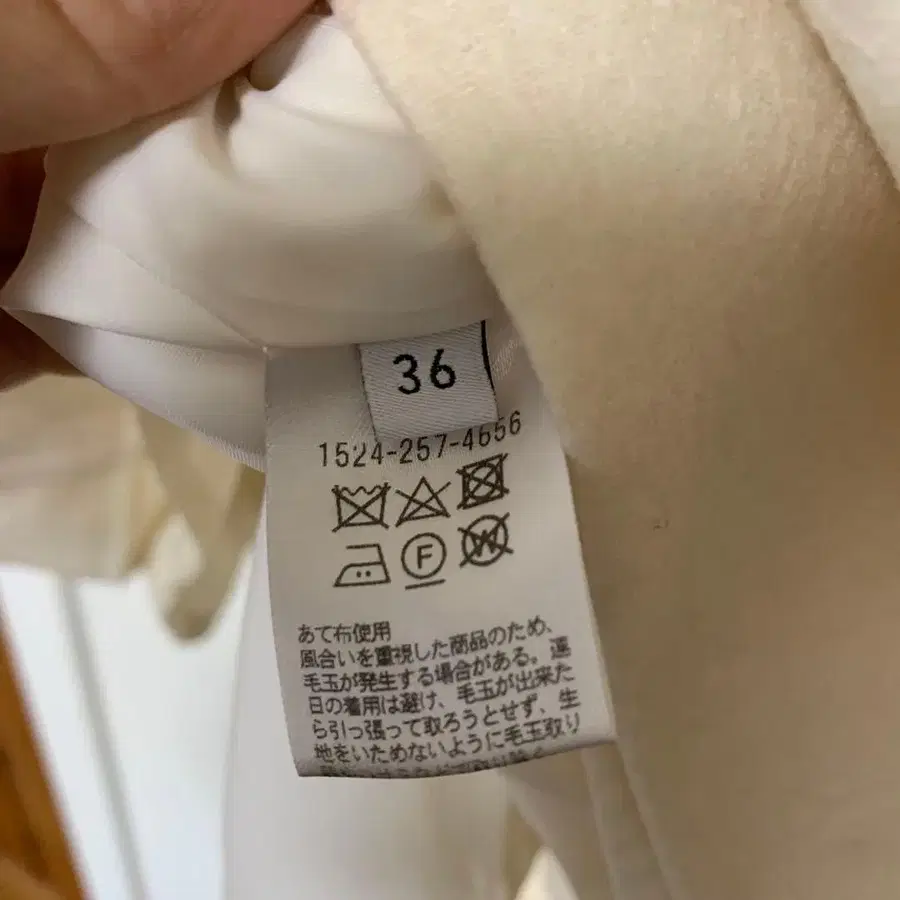 36
1524-257-4656
F
W
あて布使用
風合いを重視した商品のため、
毛玉が発生する場合がある。連
日の着用は避け、毛玉が出来た
ら引っ張って取ろうとせず、生
地をいためないように毛玉取り